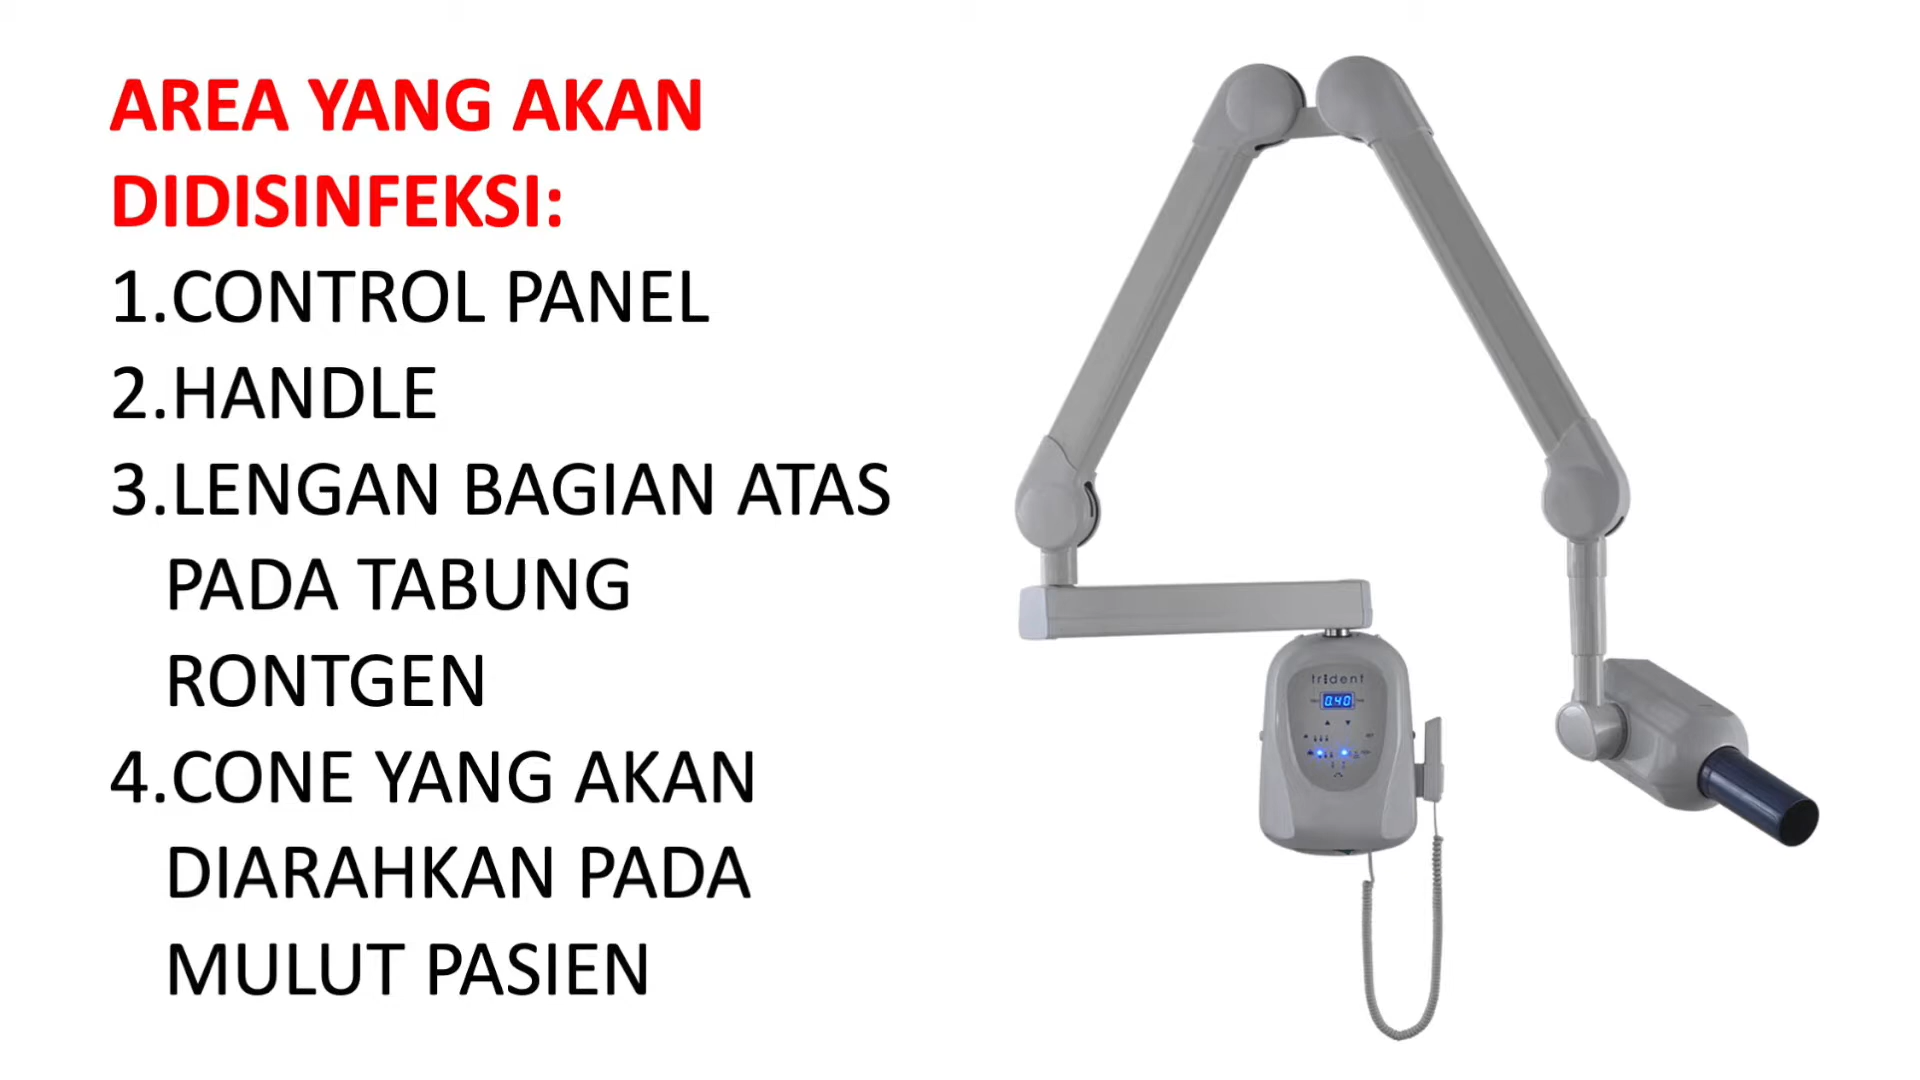 AREA YANG AKAN
DIDISINFEKSI:
1.CONTROL PANEL
2.HANDLE
3.LENGAN BAGIAN ATAS
PADA TABUNG
RONTGEN
4.CONE YANG AKAN
DIARAHKAN PADA
MULUT PASIEN
trident
0.40